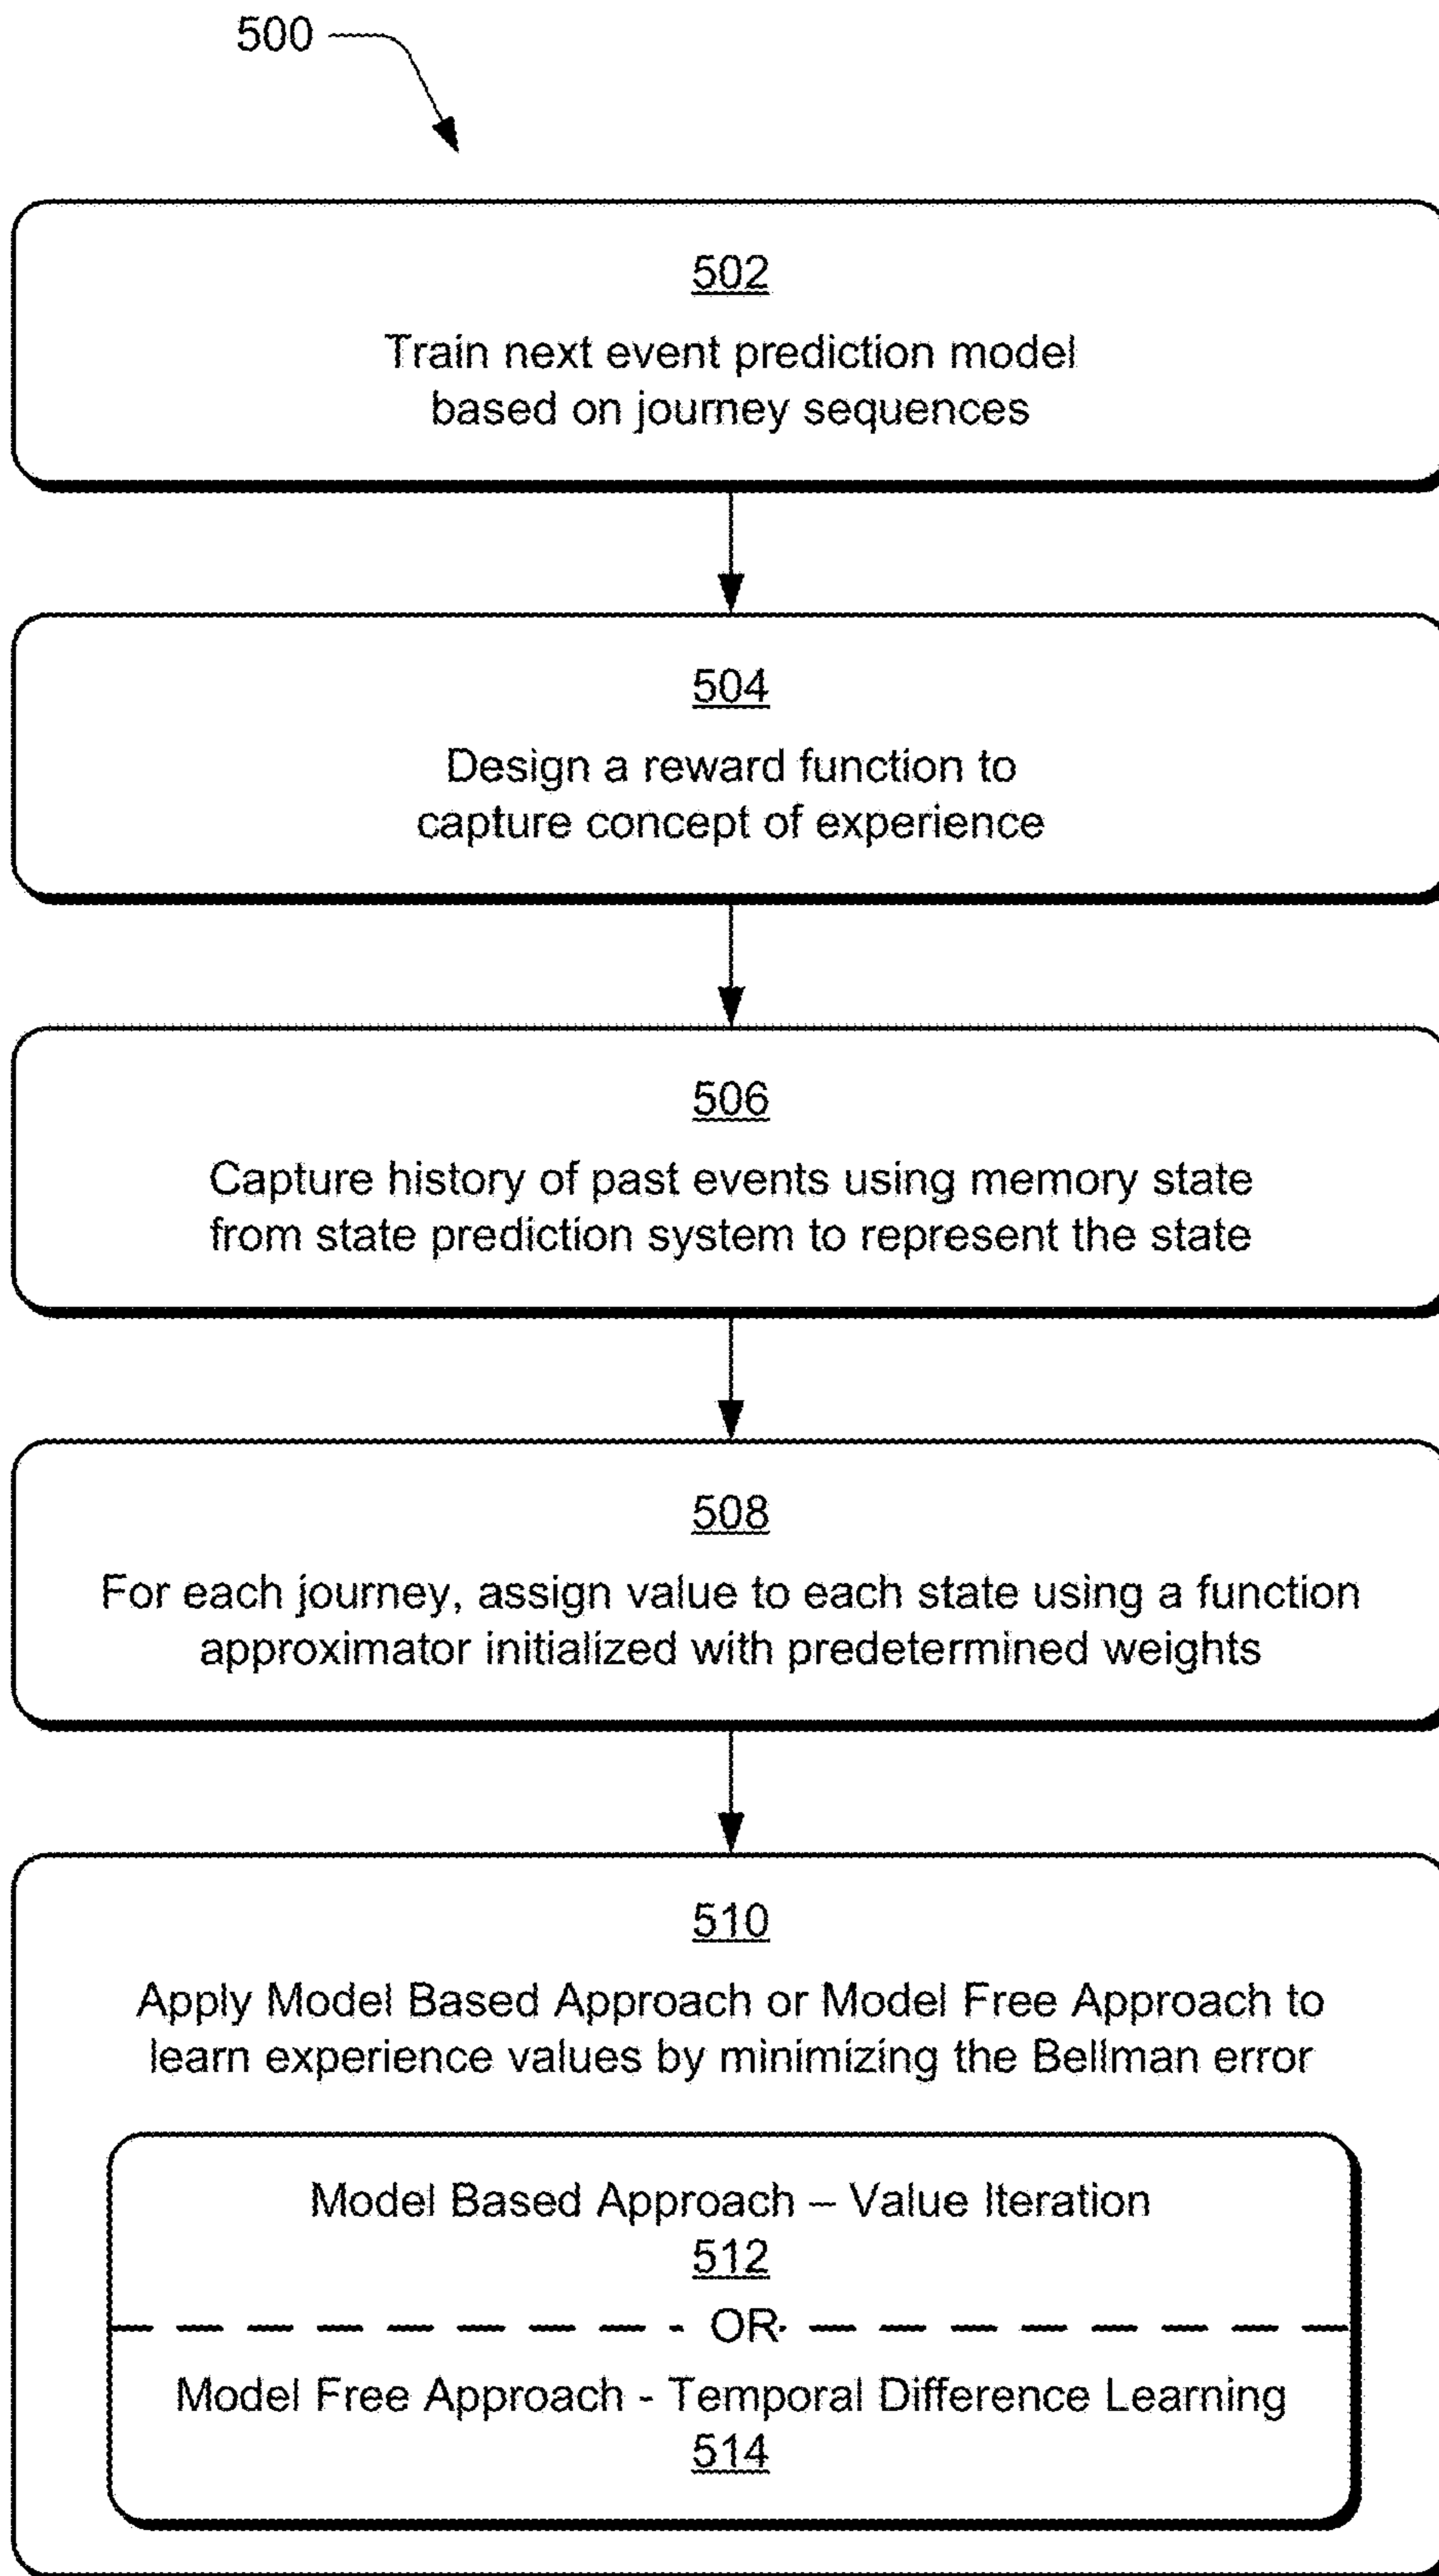 500
502
Train next event prediction model
based on journey sequences
504
Design a reward function to
capture concept of experience
506
Capture history of past events using memory state
from state prediction system to represent the state
508
For each journey, assign value to each state using a function
approximator initialized with predetermined weights
510
Apply Model Based Approach or Model Free Approach to
learn experience values by minimizing the Bellman error
Model Based Approach – Value Iteration
512
OR
Model Free Approach - Temporal Difference Learning
514